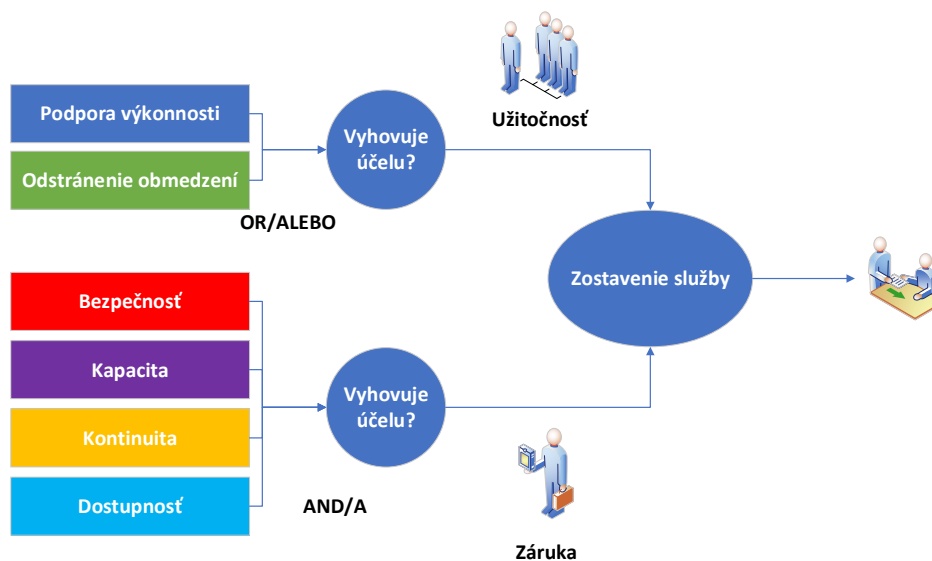 Podpora výkonnosti
Odstránenie obmedzení
OR/ALEBO
Vyhovuje
účelu?
Užitočnosť
Bezpečnosť
Kapacita
Kontinuita
Dostupnosť
AND/A
Vyhovuje
účelu?
Záruka
Zostavenie služby